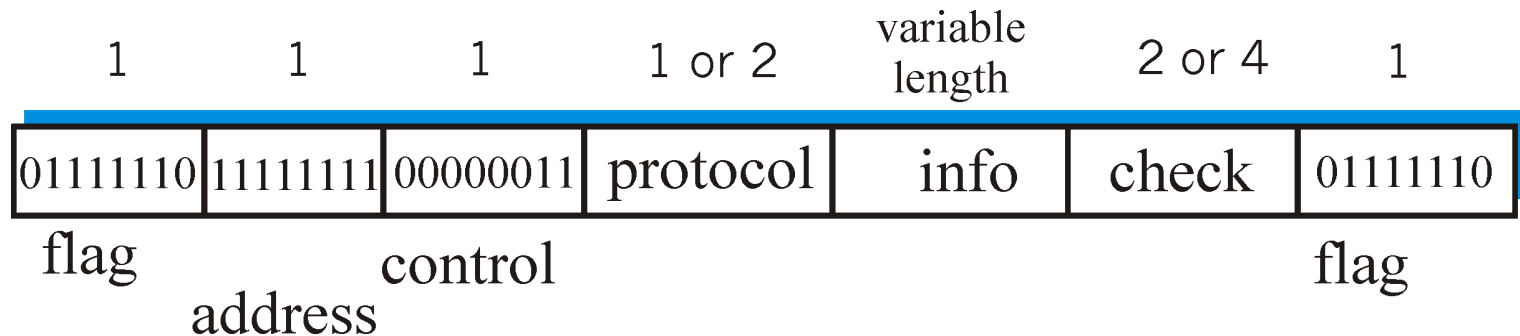 1 1 1 1 or 2 variable length 2 or 4 1
01111110 11111111 00000011 protocol info check 01111110
flag address control flag